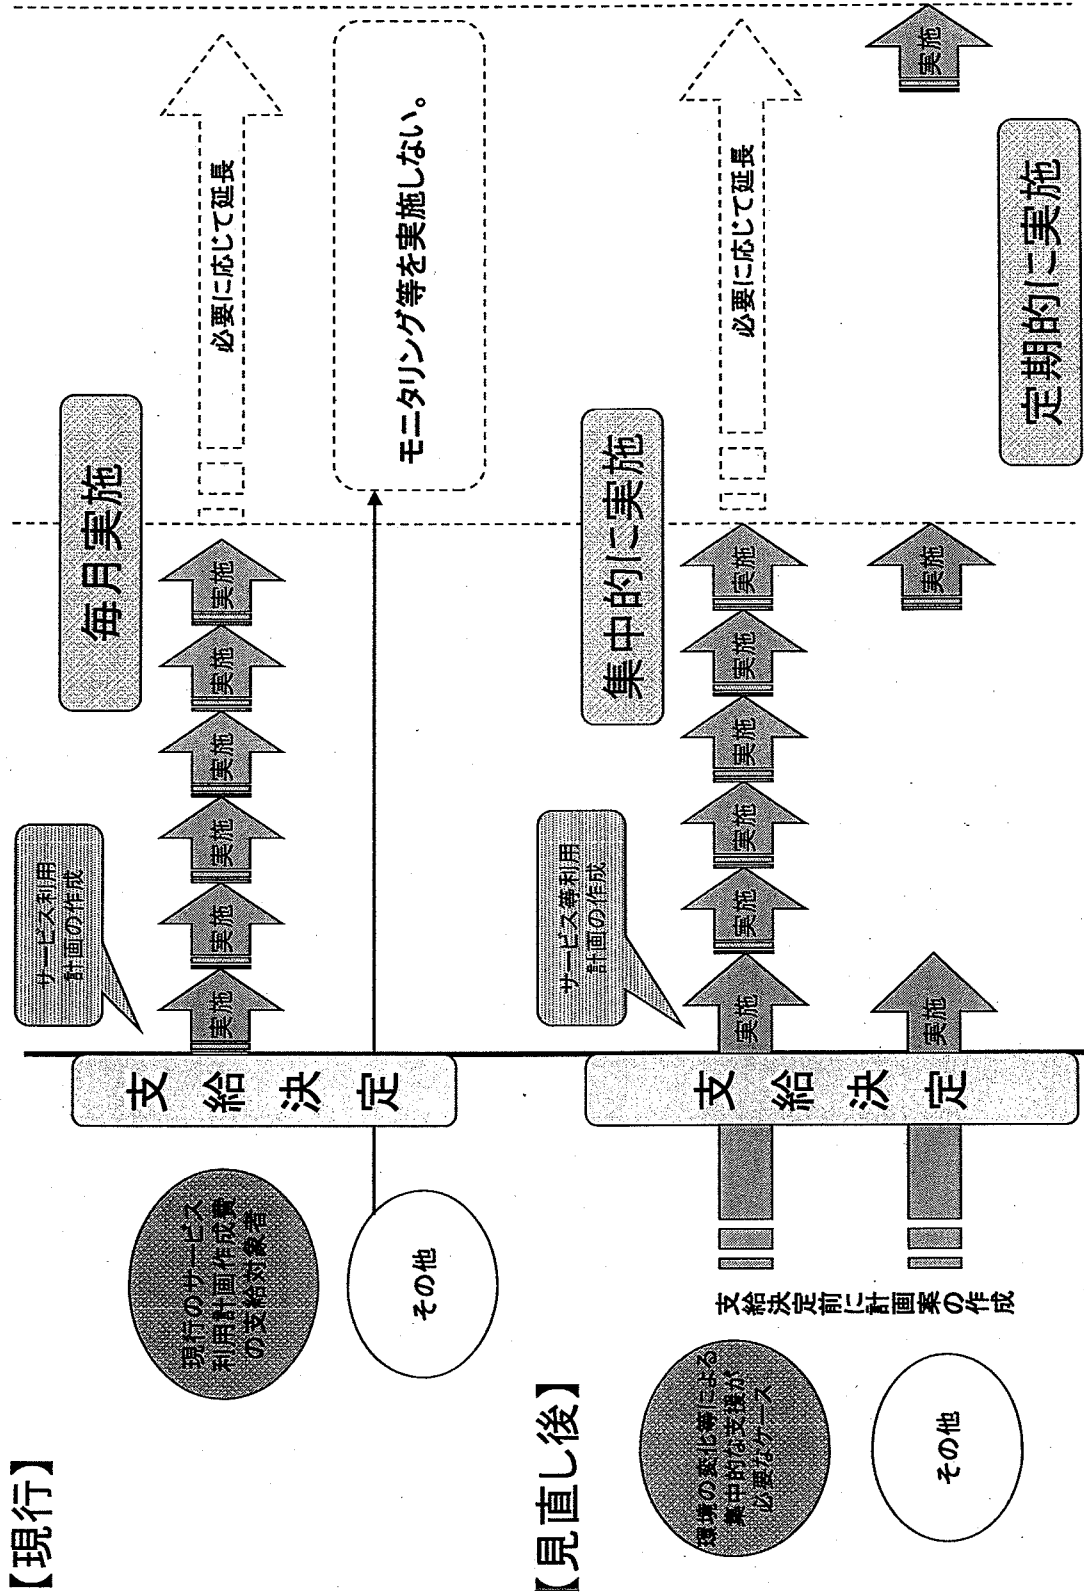 【現行】
現行のサービス
利用計画作成費
の支給対象者
その他
支給決定
サービス利用
計画の作成
毎月実施
実施
実施
実施
実施
実施
実施
必要に応じて延長
モニタリング等を実施しない。
【見直し後】
環境の変化等による
集中的な支援が
必要なケース
その他
支給決定前に計画案の作成
支給決定
サービス等利用
計画の作成
集中的に実施
実施
実施
実施
実施
実施
実施
必要に応じて延長
実施
実施
実施
定期的に実施